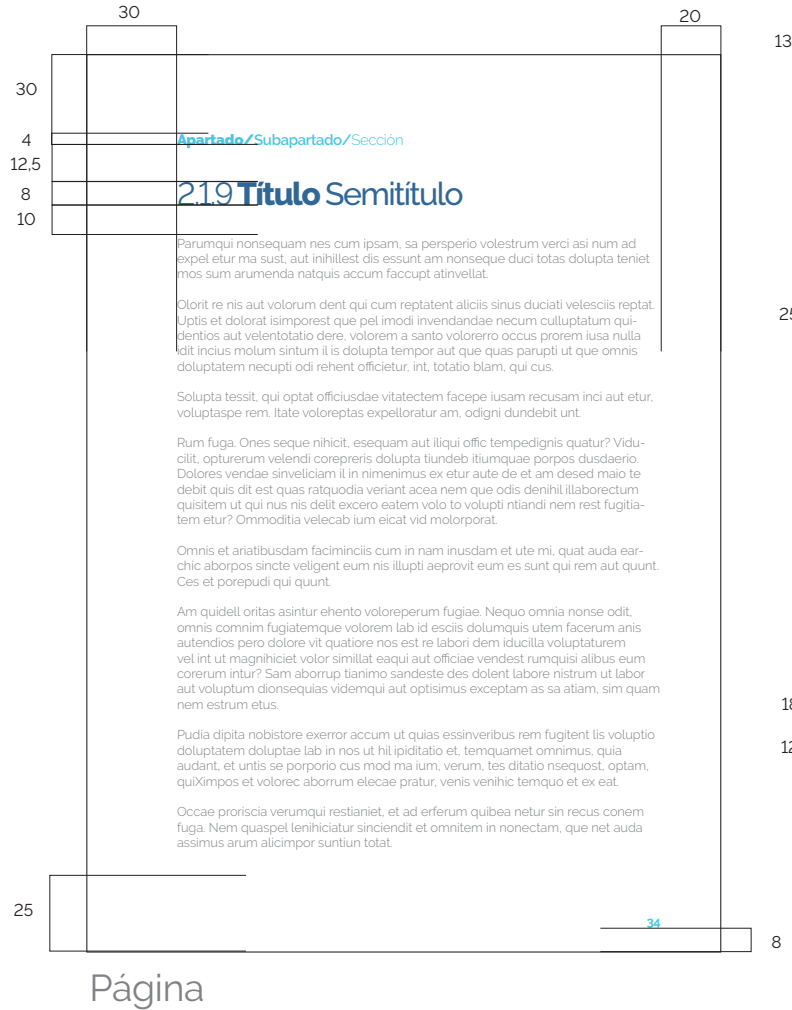 30
20
13
30
4
Apartado/Subapartado/Sección
12,5
8
2.1.9 Título Semitítulo
10
Parumqui nonsequam nes cum ipsam, sa persperio volestrum verci asi num ad
expel etur ma sust, aut inihillest dis essunt am nonseque duci totas dolupta teniet
mos sum arumenda natquis accum faccupt atinvellat.
Olorit re nis aut volorum dent qui cum reptatent aliciis sinus duciati velesciis reptat.
Uptis et dolorat isimporest que pel imodi invendandae necum culluptatum qui-
dentios aut velentotatio dere, volorem a santo volorerro occus prorem iusa nulla
idit incius molum sintum il is dolupta tempor aut que quas parupti ut que omnis
doluptatem necupti odi rehent officietur, int, totatio blam, qui cus.
25
Solupta tessit, qui optat officiusdae vitatectem facepe iusam recusam inci aut etur,
voluptaspe rem. Itate voloreptas expelloratur am, odigni dundebit unt.
Rum fuga. Ones seque nihicit, esequam aut iliqui offic tempedignis quatur? Vidu-
cilit, opturerum velendi corepreris dolupta tiundeb itiumquae porpos dusdaerio.
Dolores vendae sinveliciam il in nimenimus ex etur aute de et am desed maio te
debit quis dit est quas ratquodia veriant acea nem que odis denihil illaborectum
quisitem ut qui nus nis delit excero eatem volo to volupti ntiandi nem rest fugitia-
tem etur? Ommoditia velecab ium eicat vid molorporat.
Omnis et ariatibusdam faciminciis cum in nam inusdam et ute mi, quat auda ear-
chic aborpos sincte veligent eum nis illupti aeprovit eum es sunt qui rem aut quunt.
Ces et porepudi qui quunt.
Am quidell oritas asintur ehento voloreperum fugiae. Nequo omnia nonse odit,
omnis comnim fugiatemque volorem lab id esciis dolumquis utem facerum anis
autendios pero dolore vit quatiore nos est re labori dem iducilla voluptaturem
vel int ut magnihiciet volor simillat eaqui aut officiae vendest rumquisi alibus eum
corerum intur? Sam aborrup tianimo sandeste des dolent labore nistrum ut labor
aut voluptum dionsequias videmqui aut optisimus exceptam as sa atiam, sim quam
nem estrum etus.
18
12
Pudia dipita nobistore exerror accum ut quias essinveribus rem fugitent lis voluptio
doluptatem doluptae lab in nos ut hil ipiditatio et, temquamet omnimus, quia
audant, et untis se porporio cus mod ma ium, verum, tes ditatio nsequost, optam,
quiXimpos et volorec aborrum elecae pratur, venis venihic temquo et ex eat.
Occae proriscia verumqui restianiet, et ad erferum quibea netur sin recus conem
fuga. Nem quaspel lenihiciatur sinciendit et omnitem in nonectam, que net auda
assimus arum alicimpor suntiun totat.
25
34
8
Página